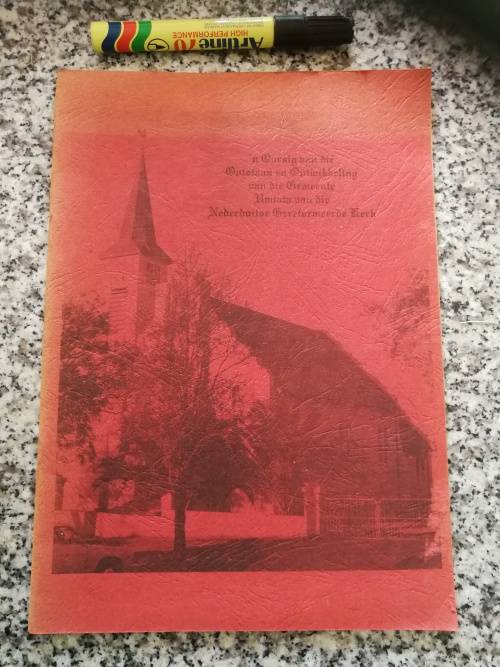 Artline 70
HIGH PERFORMANCE
'n Oorsig van die
Ontstaan en Ontwikkeling
van die Gemeente
Umtata van die
Nederduitse Gereformeerde Kerk